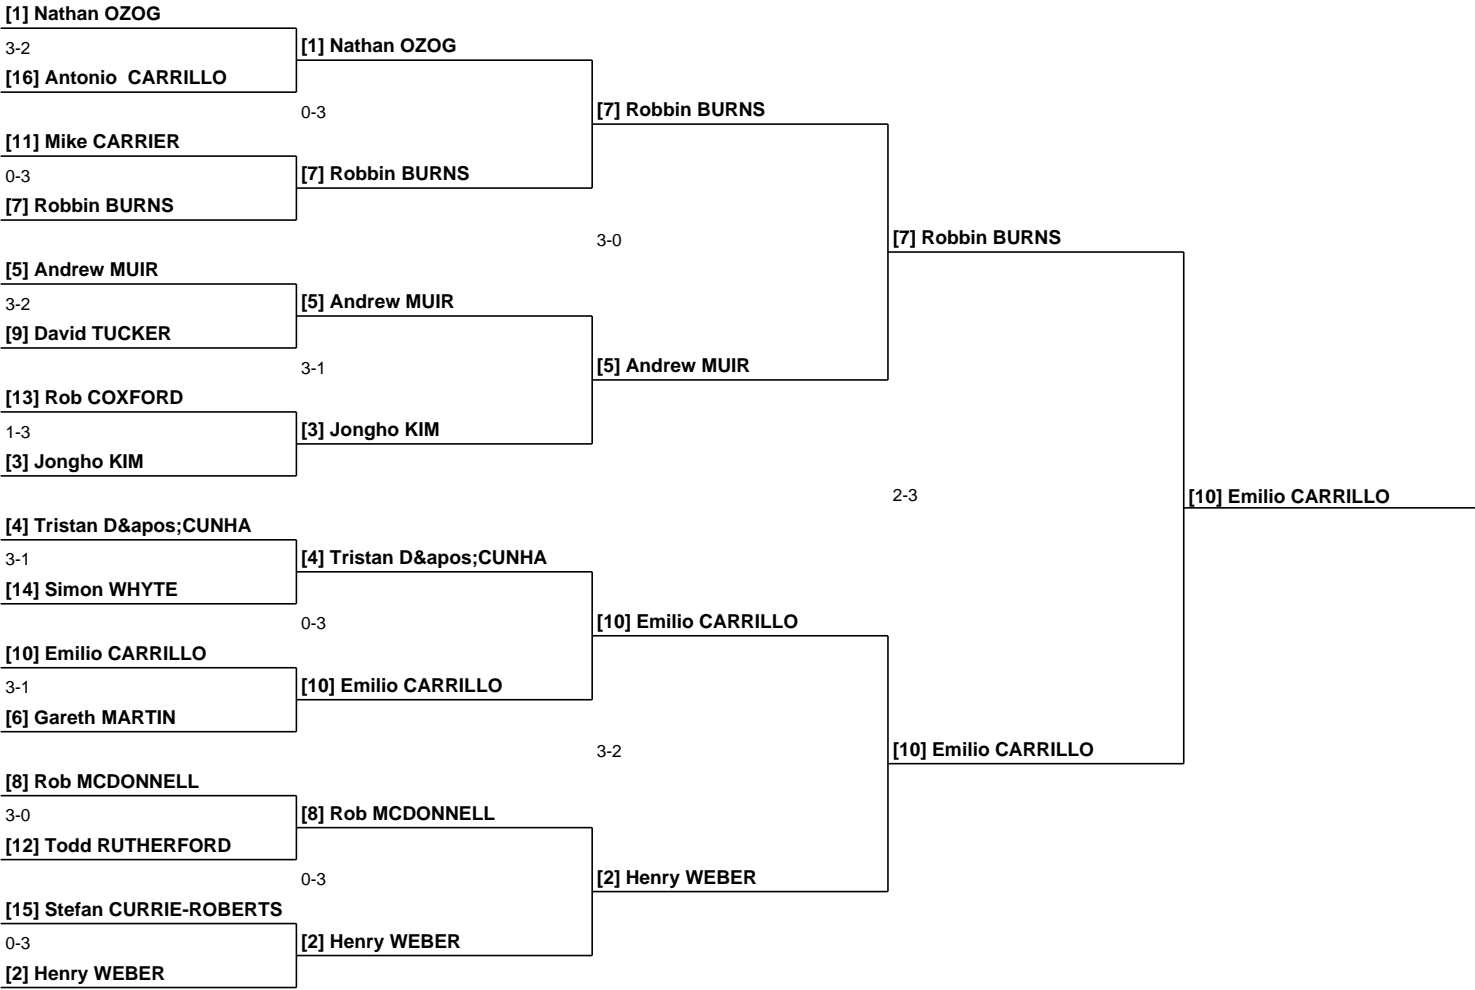 [1] Nathan OZOG
3-2
[16] Antonio  CARRILLO
[11] Mike CARRIER
0-3
[7] Robbin BURNS
[5] Andrew MUIR
3-2
[9] David TUCKER
[13] Rob COXFORD
1-3
[3] Jongho KIM
[4] Tristan D&apos;CUNHA
3-1
[14] Simon WHYTE
[10] Emilio CARRILLO
3-1
[6] Gareth MARTIN
[8] Rob MCDONNELL
3-0
[12] Todd RUTHERFORD
[15] Stefan CURRIE-ROBERTS
0-3
[2] Henry WEBER
[1] Nathan OZOG
0-3
[7] Robbin BURNS
[5] Andrew MUIR
3-1
[3] Jongho KIM
[4] Tristan D&apos;CUNHA
0-3
[10] Emilio CARRILLO
[8] Rob MCDONNELL
0-3
[2] Henry WEBER
[7] Robbin BURNS
3-0
[5] Andrew MUIR
[10] Emilio CARRILLO
3-2
[2] Henry WEBER
[7] Robbin BURNS
2-3
[10] Emilio CARRILLO
[10] Emilio CARRILLO